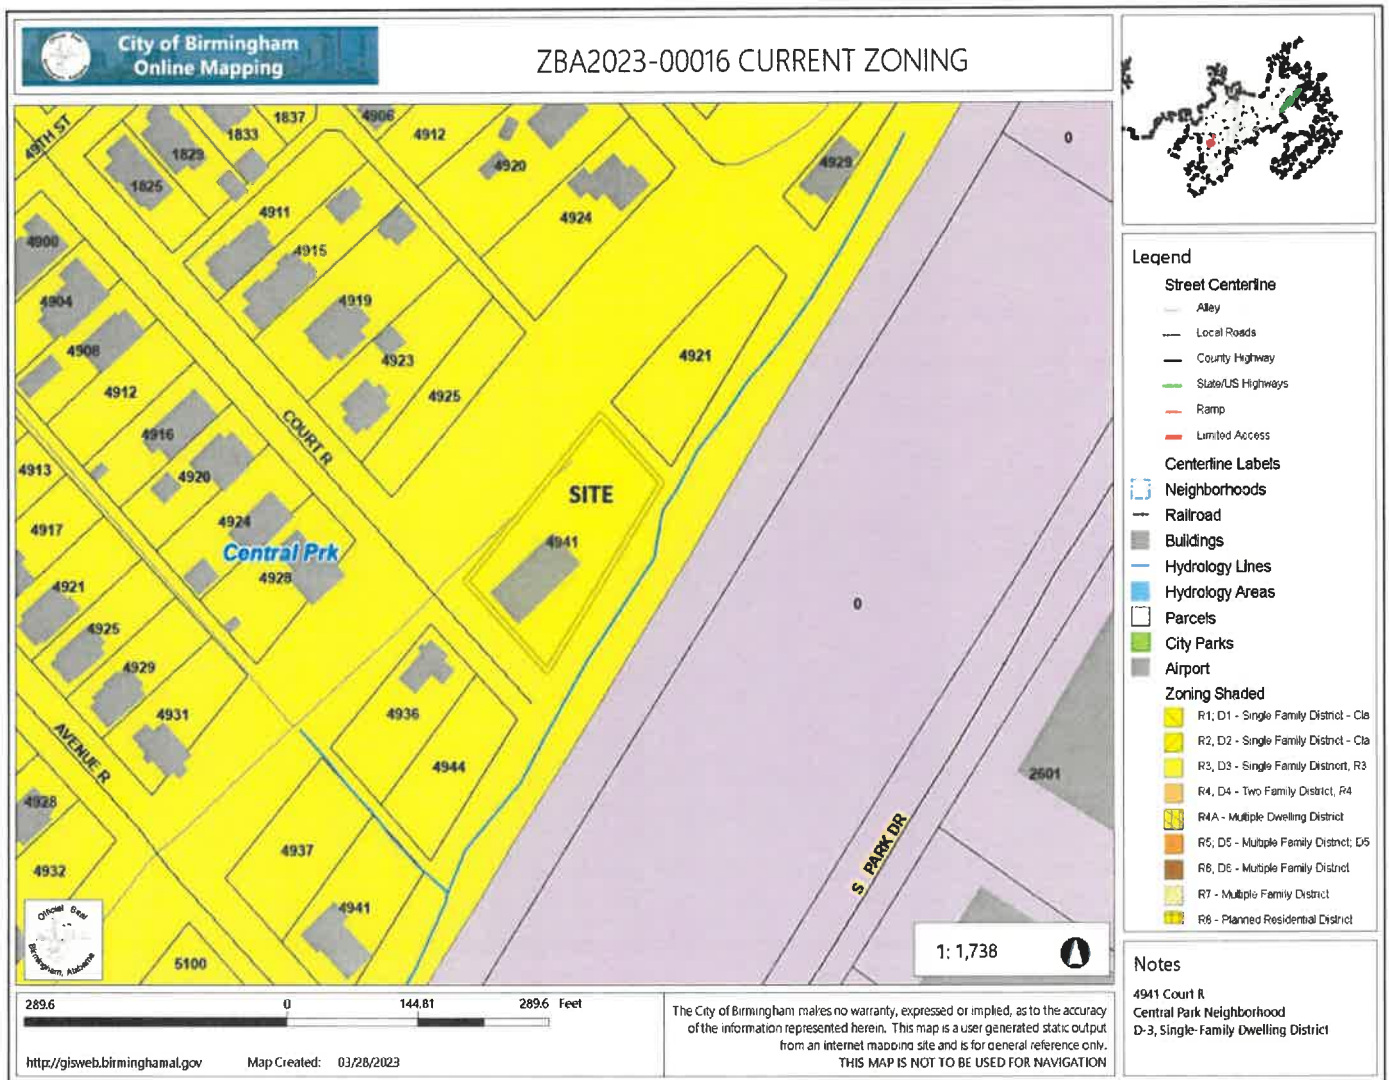 City of Birmingham
Online Mapping
ZBA2023-00016 CURRENT ZONING
49TH ST
1825
1829
1833
1837
4906
4912
4920
4924
4929
0
4911
4915
4919
4923
4925
4921
4900
4904
4908
4912
4916
4920
4924
4928
COURT R
Central Prk
SITE
4941
4913
4917
4921
4925
4929
4931
AVENUE R
4928
4932
4936
4944
4937
4941
5100
0
2601
S PARK DR
Official Seal
Birmingham, Alabama
1: 1,738
Legend
Street Centerline
Alley
Local Roads
County Highway
State/US Highways
Ramp
Limited Access
Centerline Labels
Neighborhoods
Railroad
Buildings
Hydrology Lines
Hydrology Areas
Parcels
City Parks
Airport
Zoning Shaded
R1; D1 - Single Family District - Cla
R2, D2 - Single Family District - Cla
R3, D3 - Single Family District, R3
R4, D4 - Two Family District, R4
R4A - Multiple Dwelling District
R5; D5 - Multiple Family District; D5
R6, D6 - Multiple Family District
R7 - Multiple Family District
R8 - Planned Residential District
Notes
4941 Court R
Central Park Neighborhood
D-3, Single-Family Dwelling District
289.6 0 144.81 289.6 Feet
http://gisweb.birminghamal.gov Map Created: 03/28/2023
The City of Birmingham makes no warranty, expressed or implied, as to the accuracy
of the information represented herein. This map is a user generated static output
from an internet mapping site and is for general reference only.
THIS MAP IS NOT TO BE USED FOR NAVIGATION